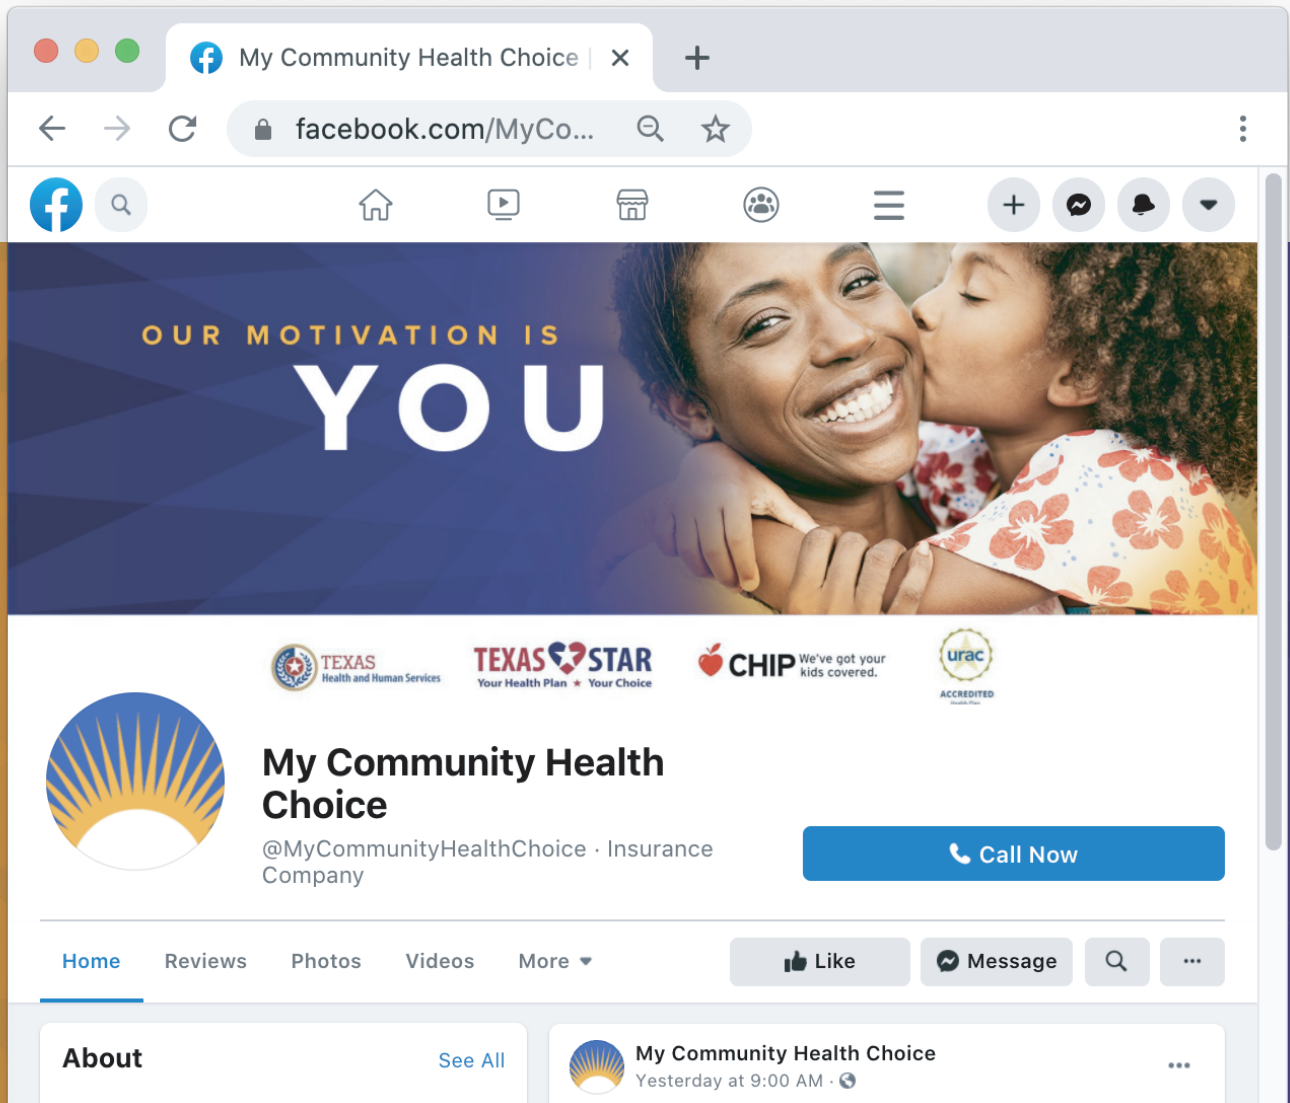 My Community Health Choice
facebook.com/MyCo...
OUR MOTIVATION IS
YOU
TEXAS
Health and Human Services
TEXAS STAR
Your Health Plan ★ Your Choice
CHIP We've got your
kids covered.
urac
ACCREDITED
Health Plan
My Community Health
Choice
@MyCommunityHealthChoice · Insurance
Company
Call Now
Home Reviews Photos Videos More
Like Message
About See All
My Community Health Choice
Yesterday at 9:00 AM ·